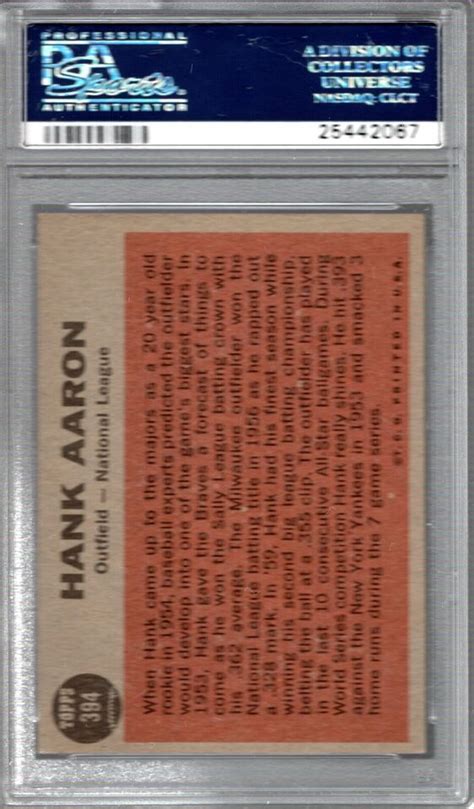 PROFESSIONAL
PSA
Sports
AUTHENTICATOR
A DIVISION OF
COLLECTORS
UNIVERSE
NASDAQ: CLCT
25442067
TOPPS
394
HANK AARON
Outfield — National League
When Hank came up to the majors as a 20 year old
rookie in 1954, baseball experts predicted the outfielder
would develop into one of the game's biggest stars. In
1953, Hank gave the Braves a forecast of things to
come as he won the Sally League batting crown with
his .362 average. The Milwaukee outfielder won the
National League batting title in 1956 as he rapped out
a .328 mark. In '59, Hank had his finest season while
winning his second big league batting championship,
belting the ball at a .355 clip. The outfielder has played
in the last 10 consecutive All-Star ballgames. During
World Series competition Hank really shines. He hit .393
against the New York Yankees in 1953 and smacked 3
home runs during the 7 game series.
©T.C.G. PRINTED IN U.S.A.